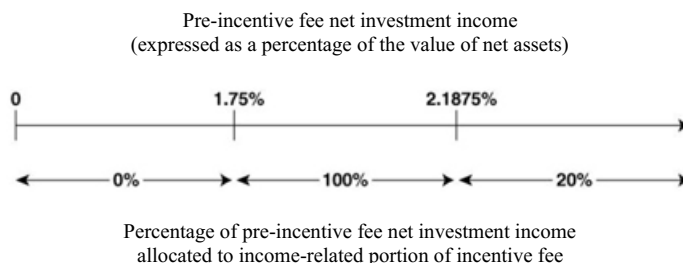 Pre-incentive fee net investment income
(expressed as a percentage of the value of net assets)
0 1.75% 2.1875%
0% 100% 20%
Percentage of pre-incentive fee net investment income
allocated to income-related portion of incentive fee